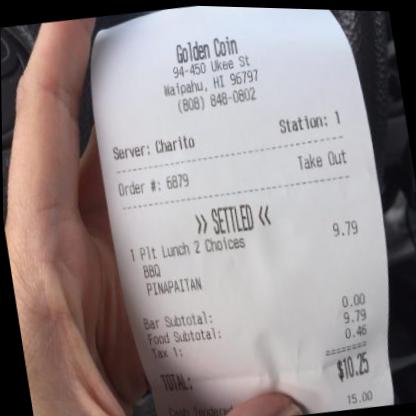 Golden Coin
94-450 Ukee St
Waipahu, HI 96797
(808) 848-0802
Server: Charito Station: 1
Order #: 6879 Take Out
>> SETTLED <<
1 Plt Lunch 2 Choices 9.79
BBQ
PINAPAITAN
Bar Subtotal: 0.00
Food Subtotal: 9.79
Tax 1: 0.46
========
TOTAL: $10.25
Cash Tendered 15.00